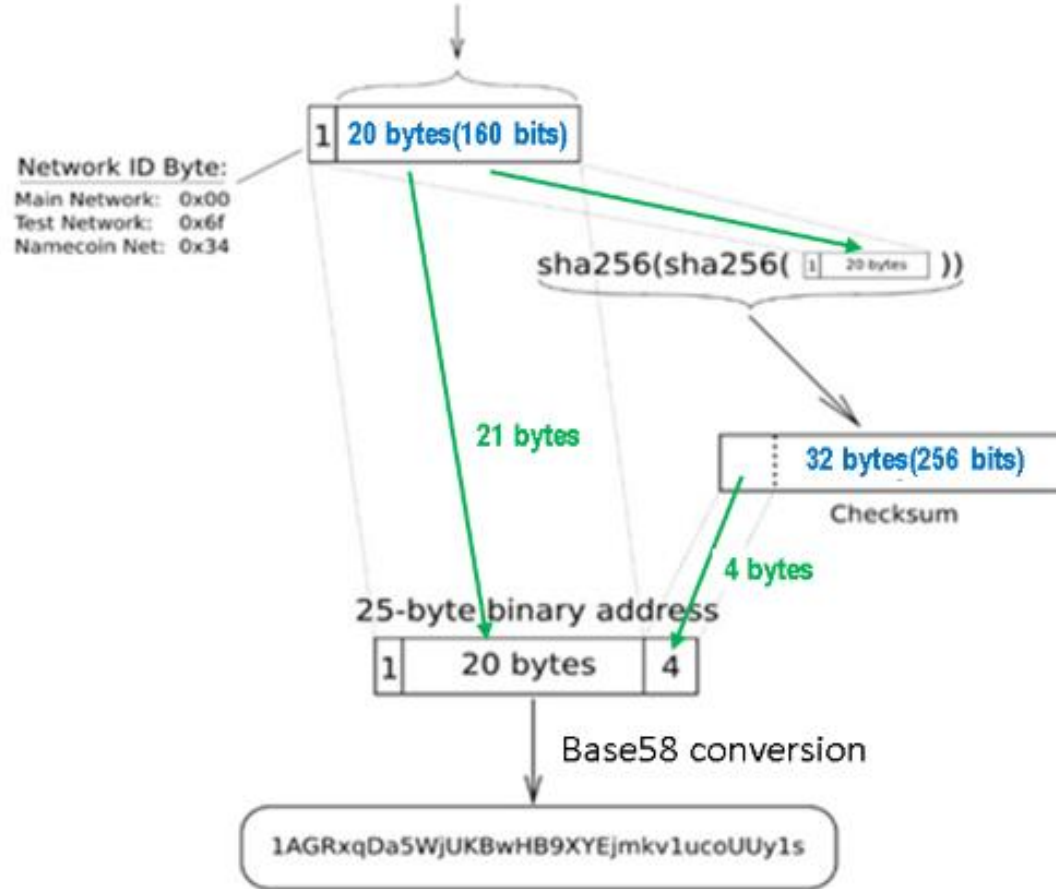 1 20 bytes(160 bits)
Network ID Byte:
Main Network: 0x00
Test Network: 0x6f
Namecoin Net: 0x34
sha256(sha256( 1 20 bytes ))
21 bytes
32 bytes(256 bits)
Checksum
4 bytes
25-byte binary address
1 20 bytes 4
Base58 conversion
1AGRxqDa5WjUKBwHB9XYEjmkv1ucoUUy1s